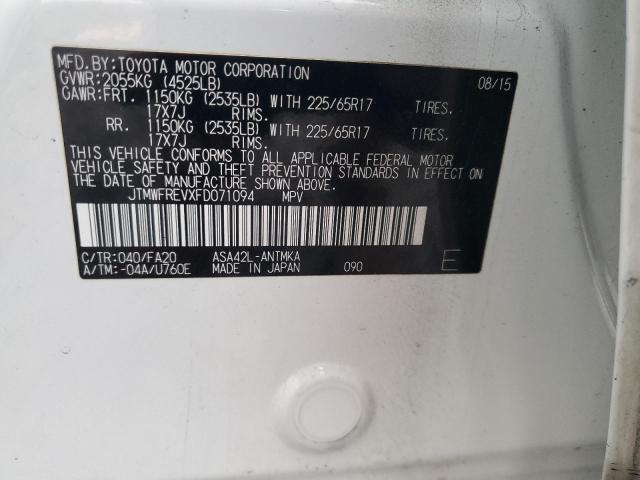 MFD.BY:TOYOTA MOTOR CORPORATION 08/15
GVWR:2055KG (4525LB)
GAWR:FRT. 1150KG (2535LB) WITH 225/65R17 TIRES.
17X7J RIMS.
RR. 1150KG (2535LB) WITH 225/65R17 TIRES.
17X7J RIMS.
THIS VEHICLE CONFORMS TO ALL APPLICABLE FEDERAL MOTOR
VEHICLE SAFETY AND THEFT PREVENTION STANDARDS IN EFFECT ON
THE DATE OF MANUFACTURE SHOWN ABOVE.
JTMWFREVXFD071094 MPV
C/TR:040/FA20 ASA42L-ANTMKA
A/TM:-04A/U760E MADE IN JAPAN 090 E